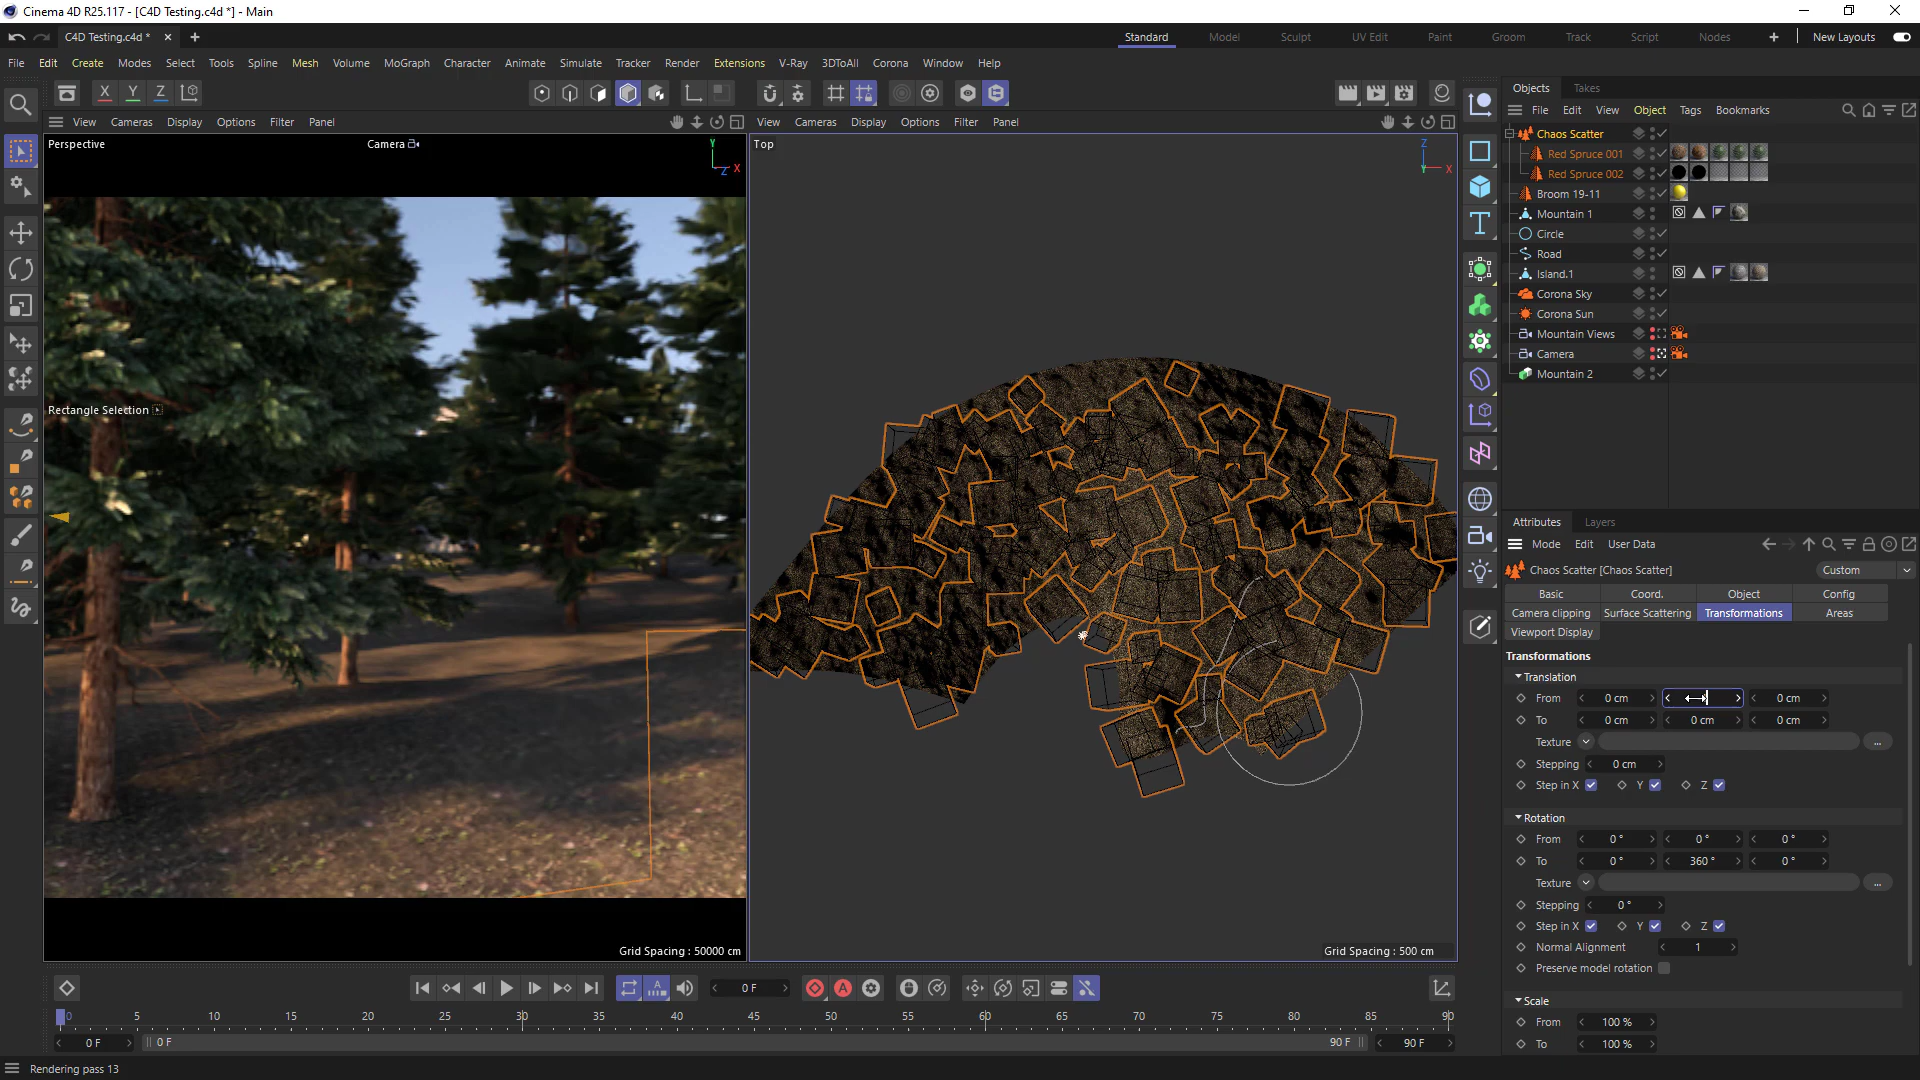 Cinema 4D R25.117 - [C4D Testing.c4d *] - Main
C4D Testing.c4d *
Standard Model Sculpt UV Edit Paint Groom Track Script Nodes New Layouts
File Edit Create Modes Select Tools Spline Mesh Volume MoGraph Character Animate Simulate Tracker Render Extensions V-Ray 3DToAll Corona Window Help
X Y Z
Objects Takes
File Edit View Object Tags Bookmarks
View Cameras Display Options Filter Panel
View Cameras Display Options Filter Panel
Perspective Camera
Y
X
Z
Top
Z
Y X
Rectangle Selection
Grid Spacing : 50000 cm
Grid Spacing : 500 cm
Chaos Scatter
Red Spruce 001
Red Spruce 002
Broom 19-11
Mountain 1
Circle
Road
Island.1
Corona Sky
Corona Sun
Mountain Views
Camera
Mountain 2
Attributes Layers
Mode Edit User Data
Chaos Scatter [Chaos Scatter] Custom
Basic Coord. Object Config
Camera clipping Surface Scattering Transformations Areas
Viewport Display
Transformations
Translation
From 0 cm 0 cm
To 0 cm 0 cm 0 cm
Texture ...
Stepping 0 cm
Step in X Y Z
Rotation
From 0 ° 0 ° 0 °
To 0 ° 360 ° 0 °
Texture ...
Stepping 0 °
Step in X Y Z
Normal Alignment 1
Preserve model rotation
Scale
From 100 %
To 100 %
0 F
0 5 10 15 20 25 30 35 40 45 50 55 60 65 70 75 80 85 90
0 F 0 F 90 F 90 F
Rendering pass 13